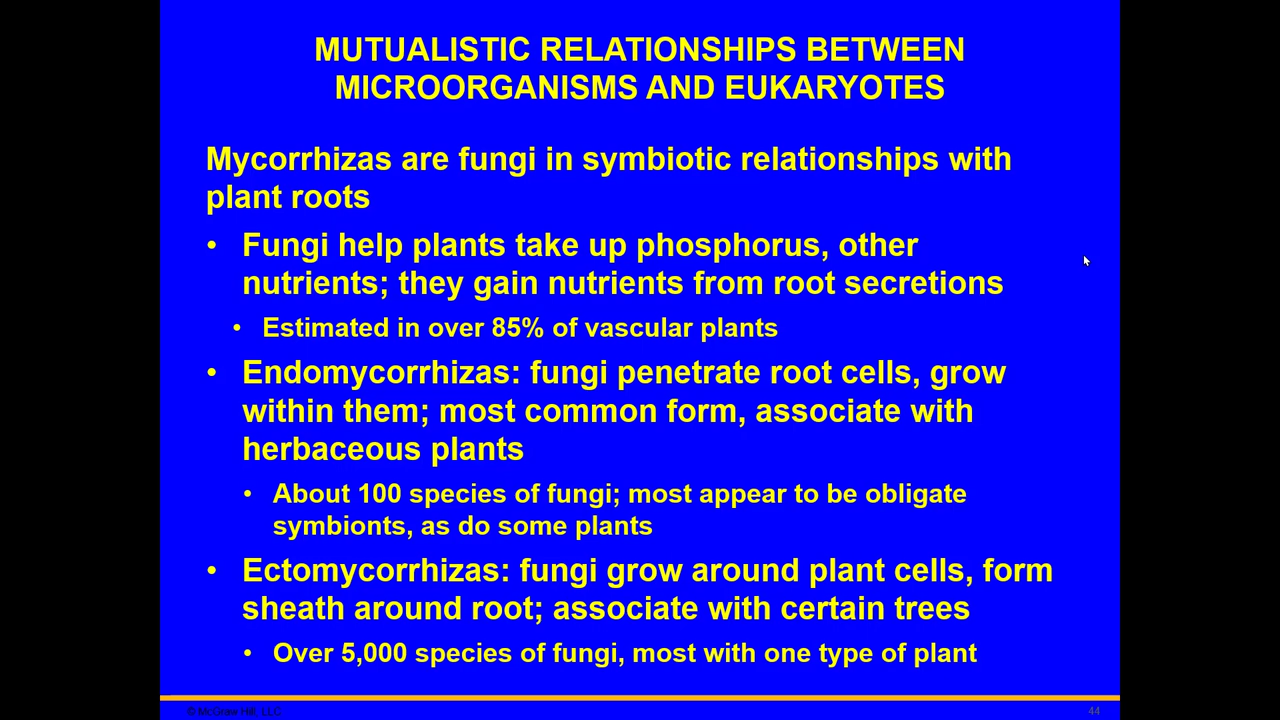 MUTUALISTIC RELATIONSHIPS BETWEEN
MICROORGANISMS AND EUKARYOTES
Mycorrhizas are fungi in symbiotic relationships with
plant roots
• Fungi help plants take up phosphorus, other
nutrients; they gain nutrients from root secretions
• Estimated in over 85% of vascular plants
• Endomycorrhizas: fungi penetrate root cells, grow
within them; most common form, associate with
herbaceous plants
• About 100 species of fungi; most appear to be obligate
symbionts, as do some plants
• Ectomycorrhizas: fungi grow around plant cells, form
sheath around root; associate with certain trees
• Over 5,000 species of fungi, most with one type of plant
© McGraw Hill, LLC
44